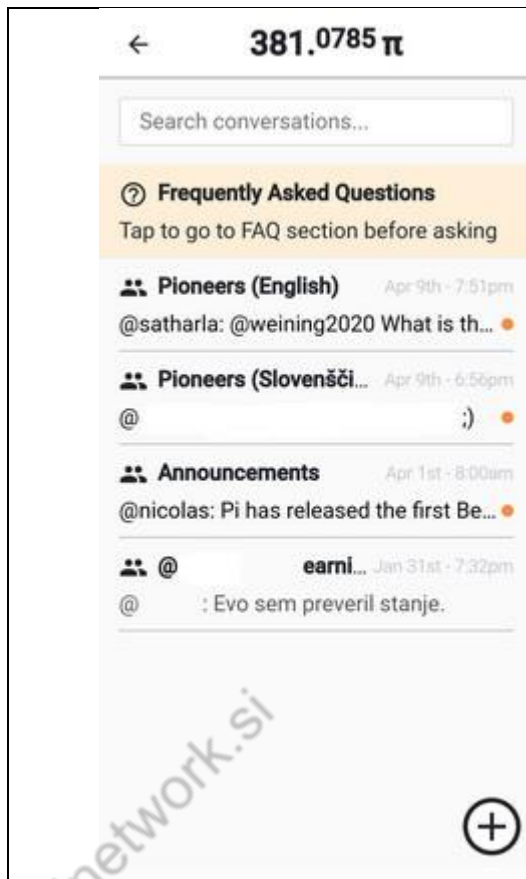 381.0785 π
Search conversations...
Frequently Asked Questions
Tap to go to FAQ section before asking
Pioneers (English) Apr 9th - 7:51pm
@satharla: @weining2020 What is th...
Pioneers (Slovenšči... Apr 9th - 6:56pm
@ ;)
Announcements Apr 1st - 8:00am
@nicolas: Pi has released the first Be...
@ earni... Jan 31st - 7:32pm
@ : Evo sem preveril stanje.
network.si